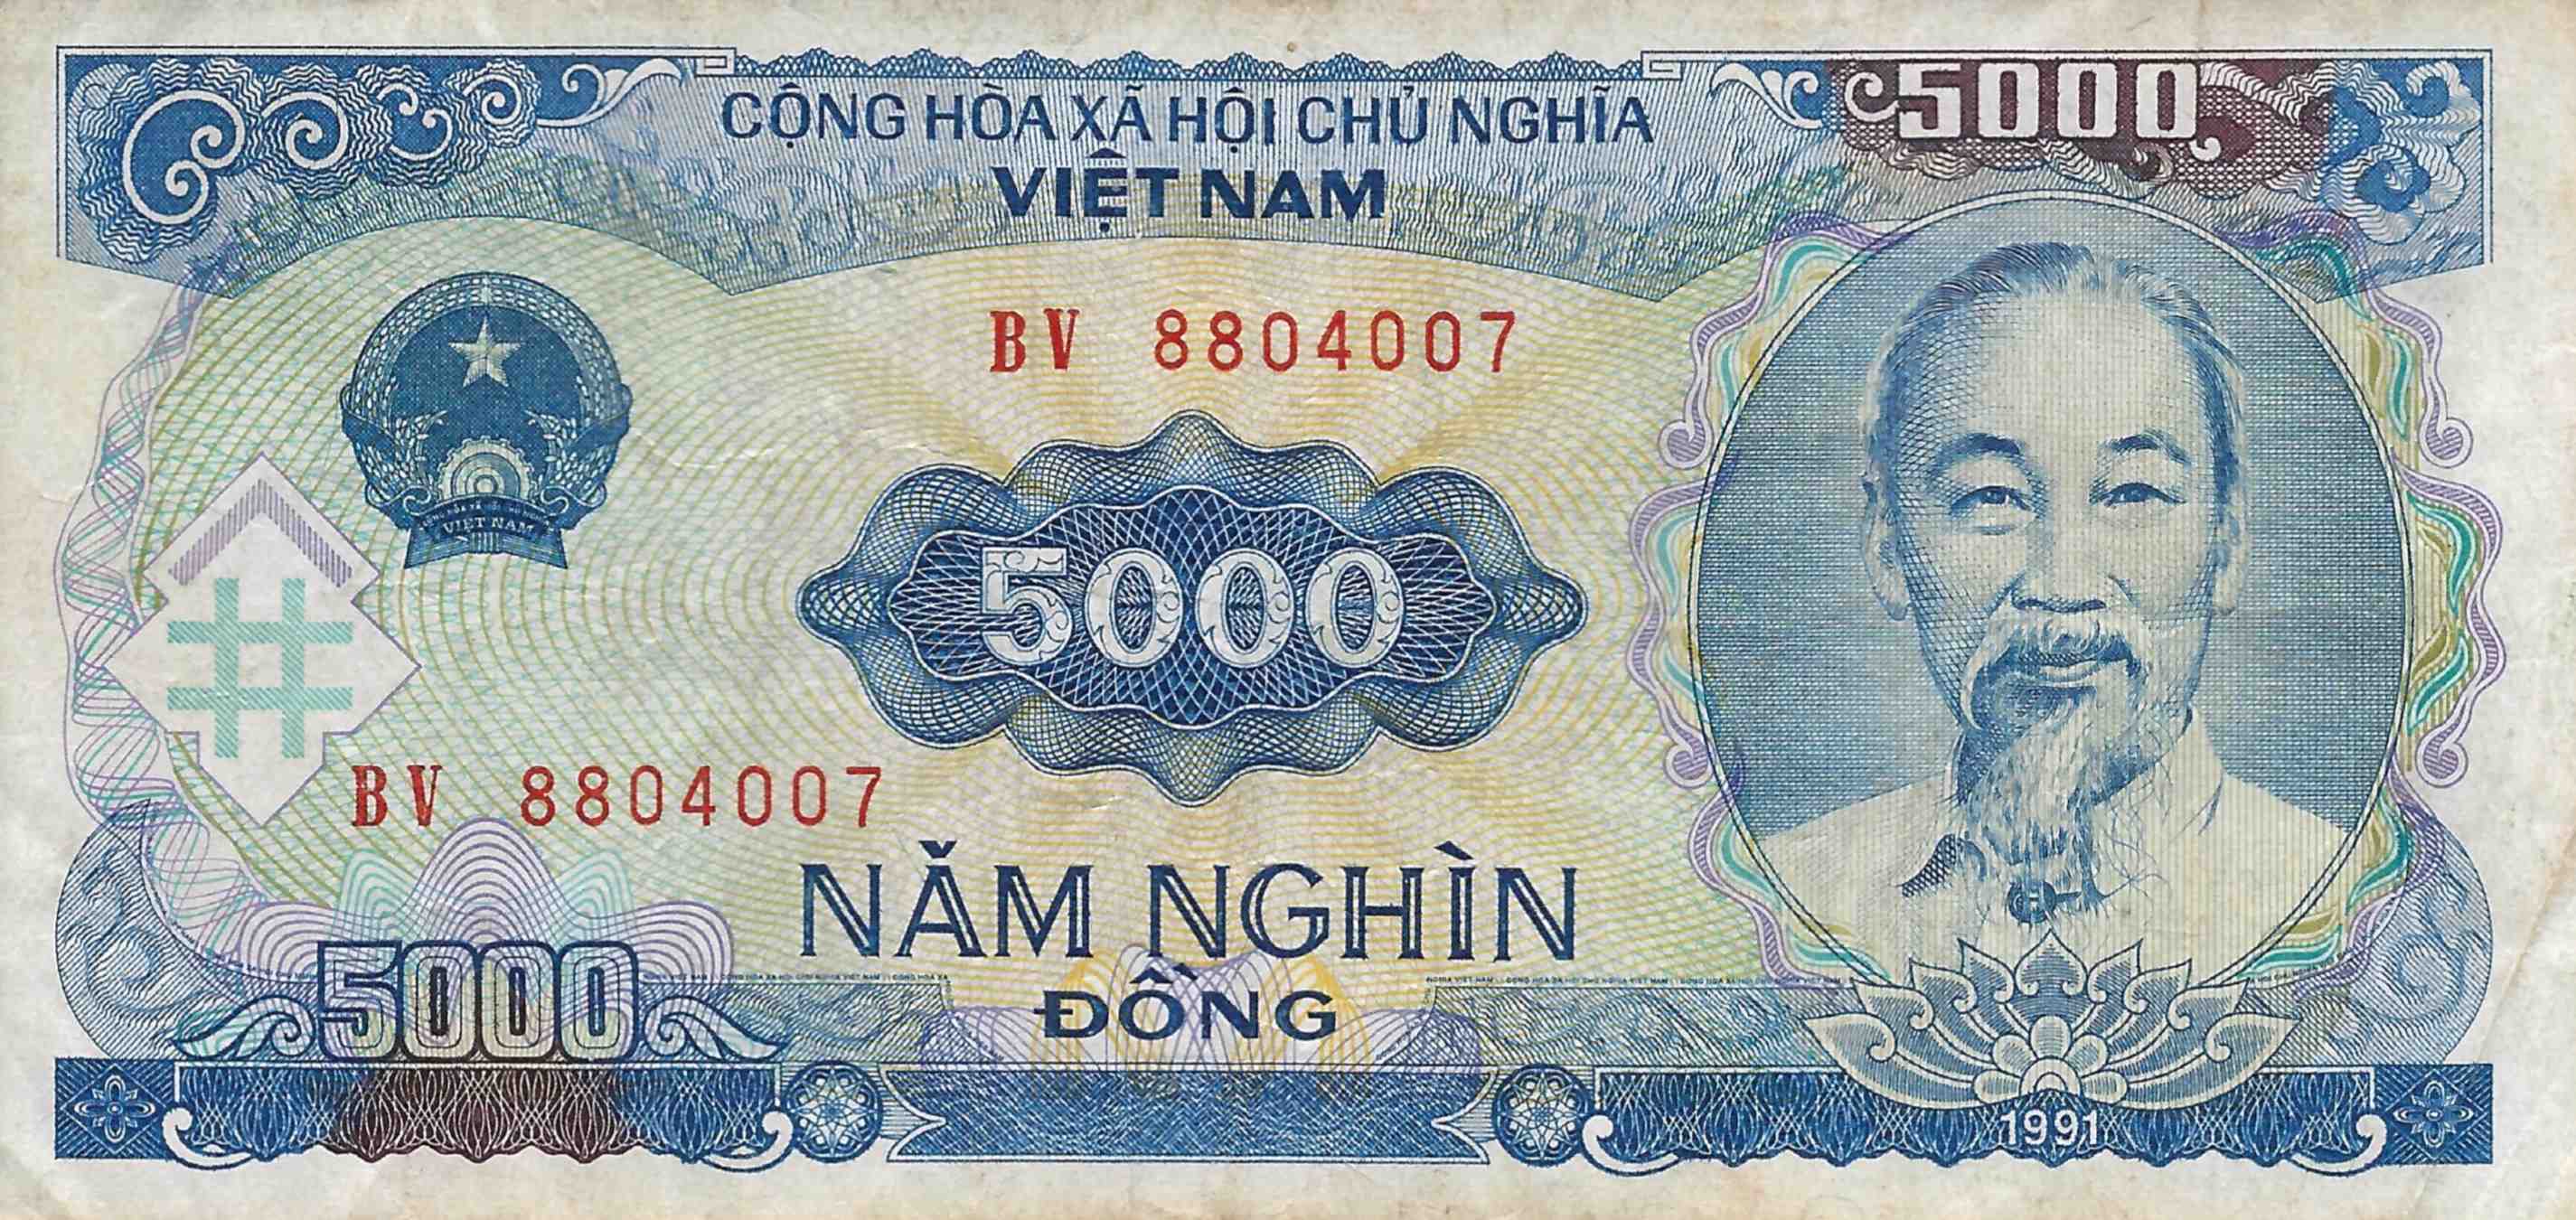 CỘNG HÒA XÃ HỘI CHỦ NGHĨA
5000
VIỆT NAM
BV 8804007
VIỆT NAM
5000
BV 8804007
NĂM NGHÌN
ĐỒNG
5000
1991